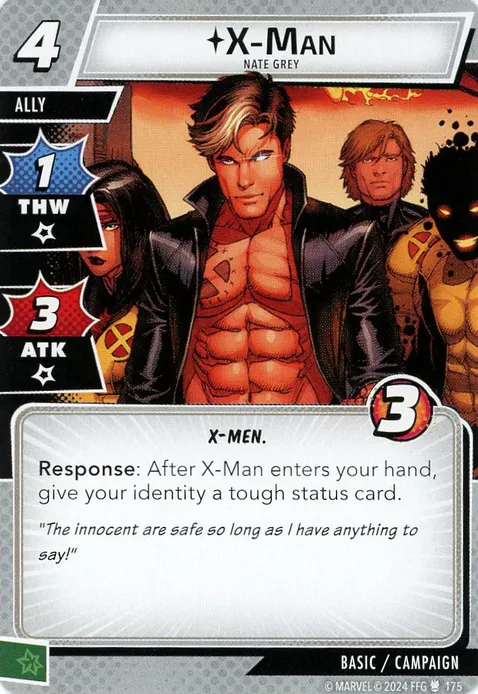 4
X-Man
NATE GREY
ALLY
1
THW
3
ATK
3
X-MEN.
Response: After X-Man enters your hand,
give your identity a tough status card.
"The innocent are safe so long as I have anything to
say!"
BASIC / CAMPAIGN
© MARVEL © 2024 FFG 175